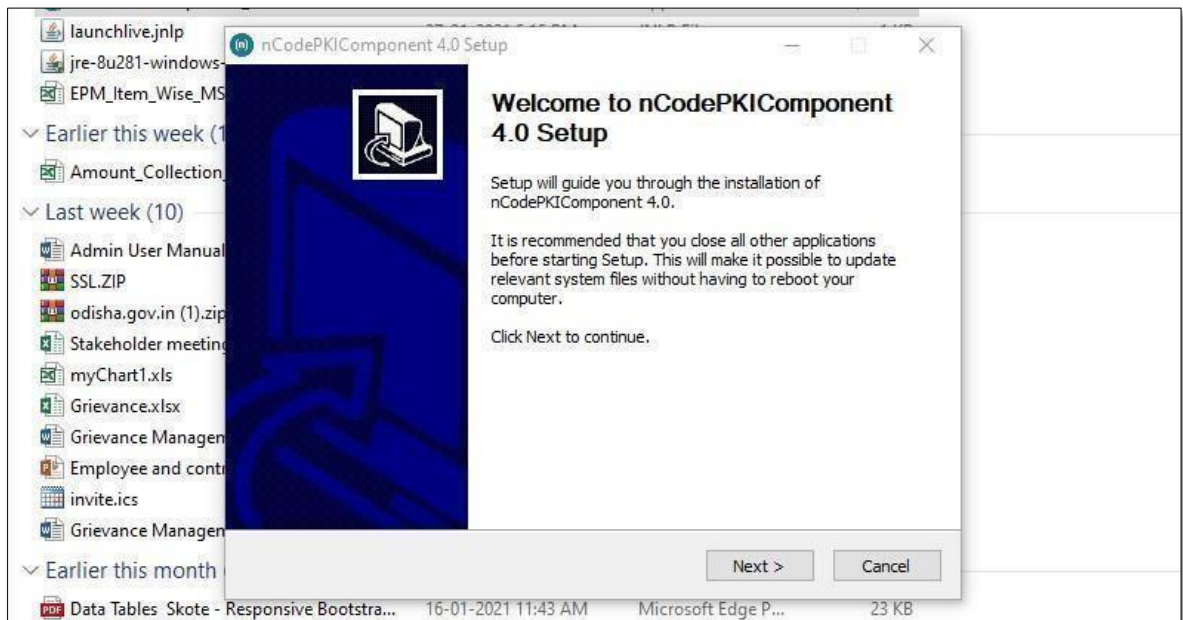 launchlive.jnlp
nCodePKIComponent 4.0 Setup
jre-8u281-windows-
EPM_Item_Wise_MS
Welcome to nCodePKIComponent
4.0 Setup
Earlier this week (1
Amount_Collection_
Setup will guide you through the installation of
nCodePKIComponent 4.0.
Last week (10)
It is recommended that you close all other applications
before starting Setup. This will make it possible to update
relevant system files without having to reboot your
computer.
Click Next to continue.
Admin User Manual
SSL.ZIP
odisha.gov.in (1).zip
Stakeholder meeting
myChart1.xls
Grievance.xlsx
Grievance Managen
Employee and contr
invite.ics
Grievance Managen
Next >
Cancel
Earlier this month
Data Tables Skote - Responsive Bootstra... 16-01-2021 11:43 AM Microsoft Edge P... 23 KB